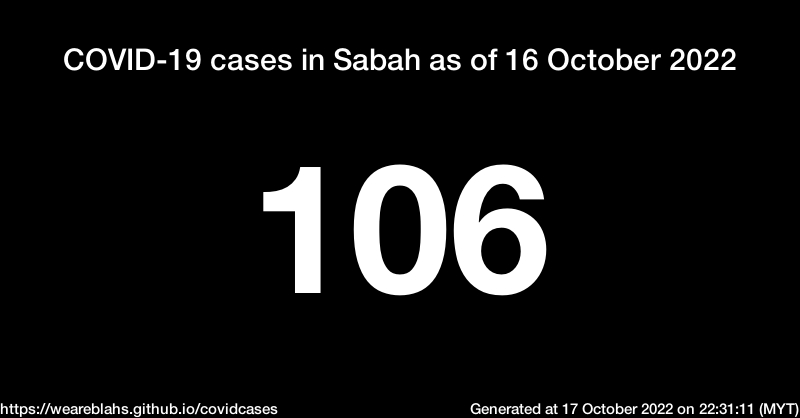 COVID-19 cases in Sabah as of 16 October 2022
106
https://weareblahs.github.io/covidcases
Generated at 17 October 2022 on 22:31:11 (MYT)